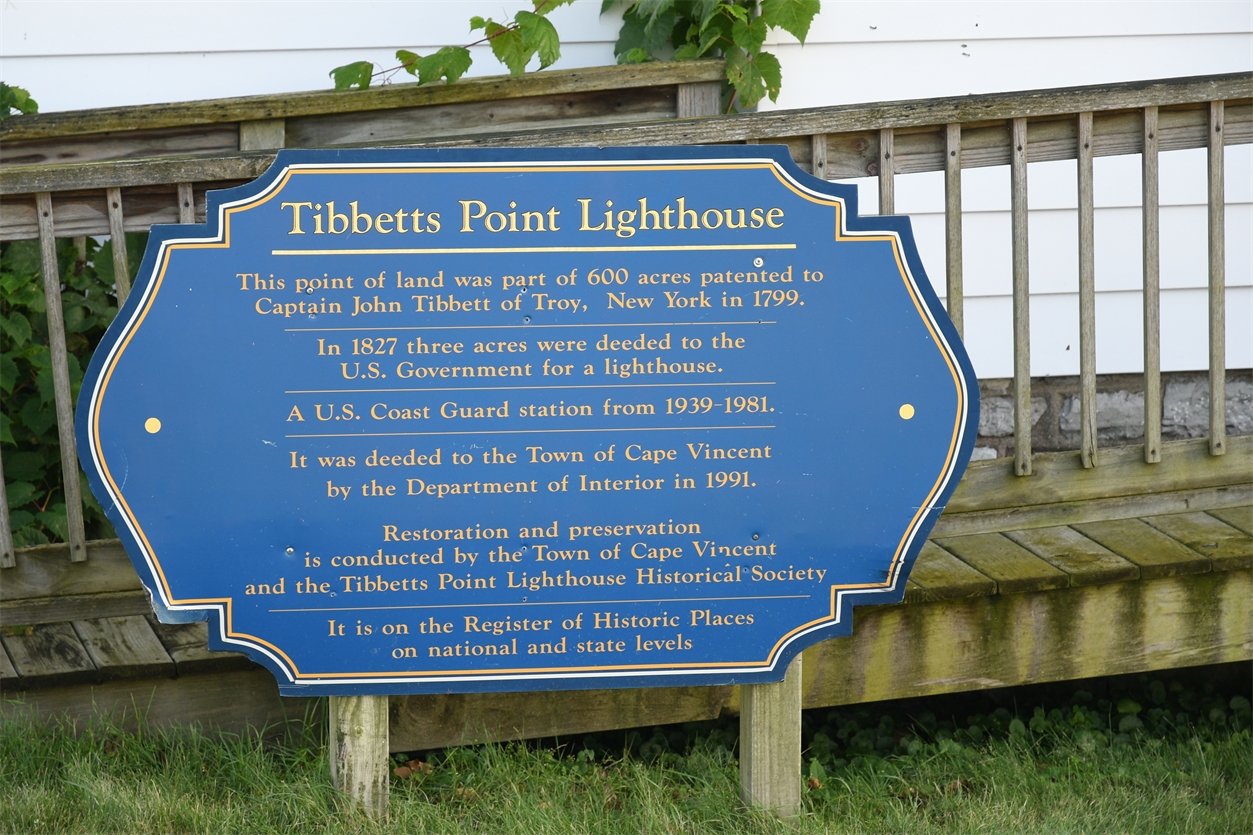 Tibbetts Point Lighthouse
This point of land was part of 600 acres patented to
Captain John Tibbett of Troy, New York in 1799.
In 1827 three acres were deeded to the
U.S. Government for a lighthouse.
A U.S. Coast Guard station from 1939-1981.
It was deeded to the Town of Cape Vincent
by the Department of Interior in 1991.
Restoration and preservation
is conducted by the Town of Cape Vincent
and the Tibbetts Point Lighthouse Historical Society
It is on the Register of Historic Places
on national and state levels